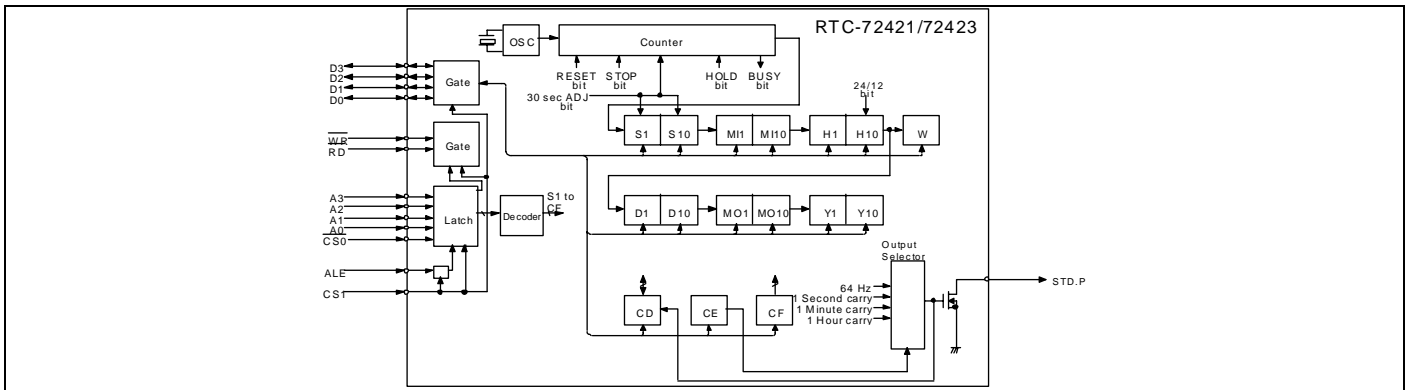 RTC-72421/72423
OSC
Counter
RESET bit
STOP bit
HOLD bit
BUSY bit
30 sec ADJ bit
24/12 bit
D3
D2
D1
D0
Gate
WR
RD
Gate
S1
S10
MI1
MI10
H1
H10
W
A3
A2
A1
A0
CS0
Latch
Decoder
S1 to CF
D1
D10
MO1
MO10
Y1
Y10
ALE
CS1
Output Selector
64 Hz
1 Second carry
1 Minute carry
1 Hour carry
CD
CE
CF
STD.P